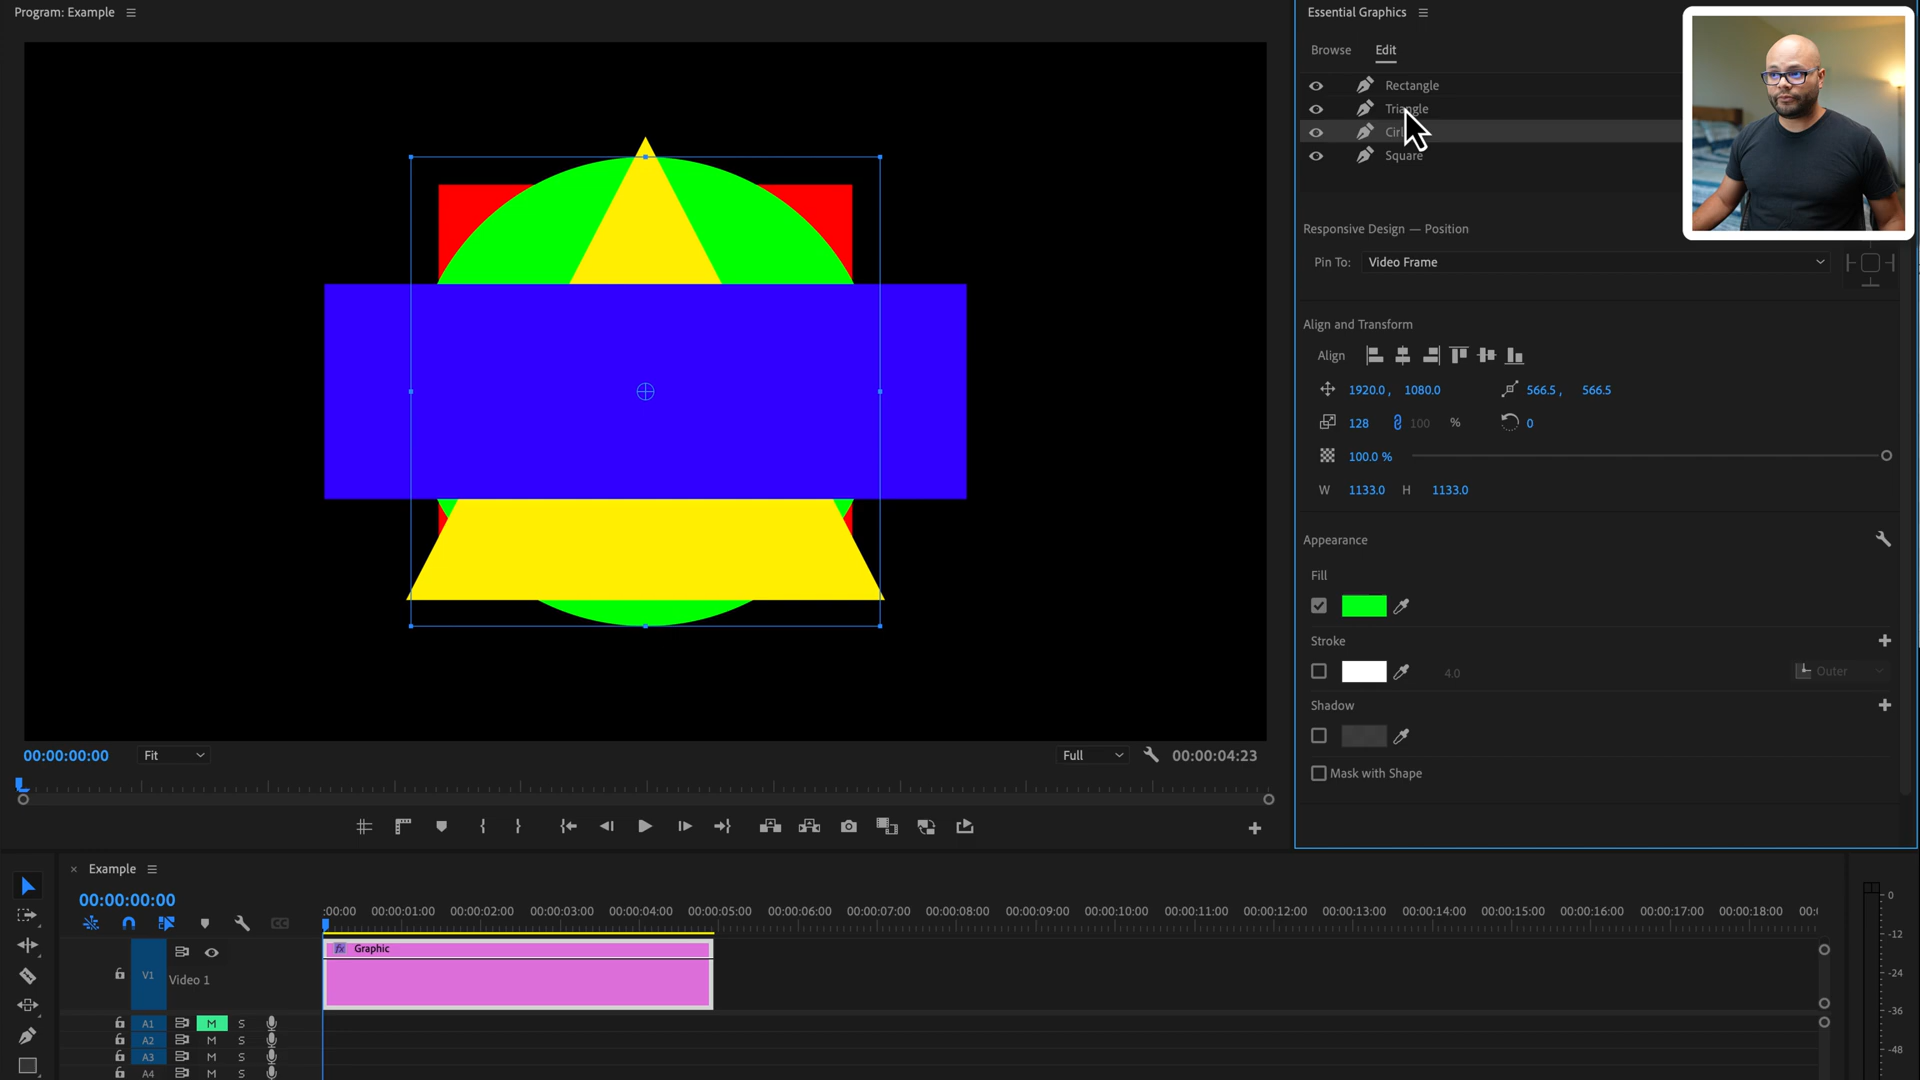 Program: Example
Essential Graphics
Browse Edit
Rectangle
Triangle
Square
Responsive Design — Position
Pin To: Video Frame
Align and Transform
Align
1920.0 , 1080.0 566.5 , 566.5
128 100 % 0
100.0 %
W 1133.0 H 1133.0
Appearance
Fill
Stroke
4.0 Outer
Shadow
Mask with Shape
00:00:00:00 Fit Full 00:00:04:23
Example
00:00:00:00
CC
:00:00 00:00:01:00 00:00:02:00 00:00:03:00 00:00:04:00 00:00:05:00 00:00:06:00 00:00:07:00 00:00:08:00 00:00:09:00 00:00:10:00 00:00:11:00 00:00:12:00 00:00:13:00 00:00:14:00 00:00:15:00 00:00:16:00 00:00:17:00 00:00:18:00
fx Graphic
V1 Video 1
A1 M S
A2 M S
A3 M S
A4 M S
0
-12
-24
-36
-48